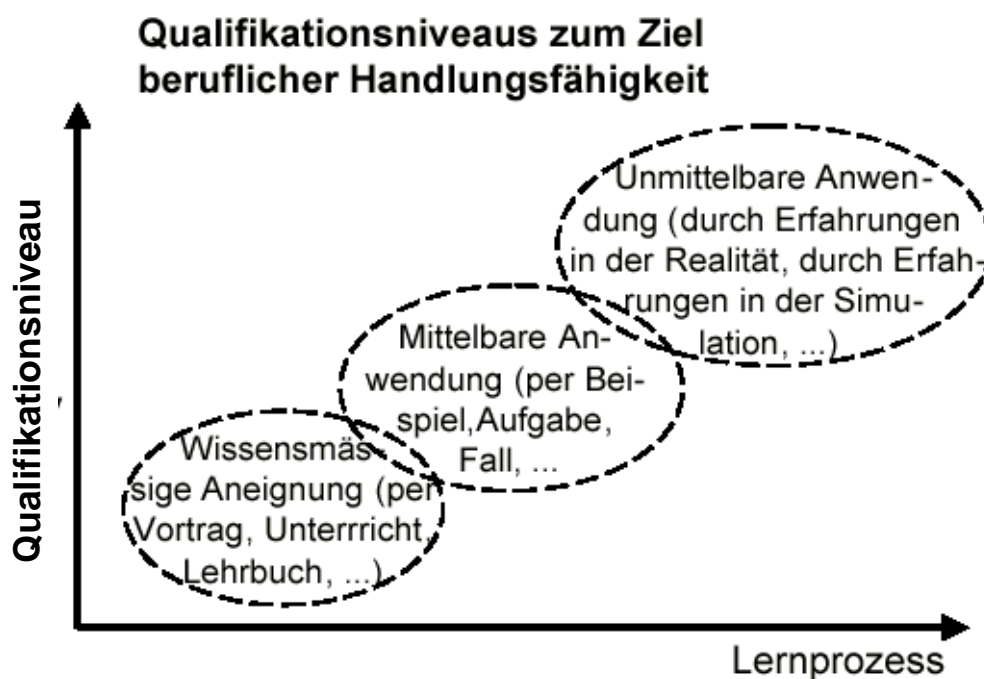 Qualifikationsniveaus zum Ziel
beruflicher Handlungsfähigkeit
Qualifikationsniveau
Unmittelbare Anwen-
dung (durch Erfahrungen
in der Realität, durch Erfah-
rungen in der Simu-
lation, ...)
Mittelbare An-
wendung (per Bei-
spiel,Aufgabe,
Fall, ...
Wissensmäs
sige Aneignung (per
Vortrag, Unterrricht,
Lehrbuch, ...)
Lernprozess